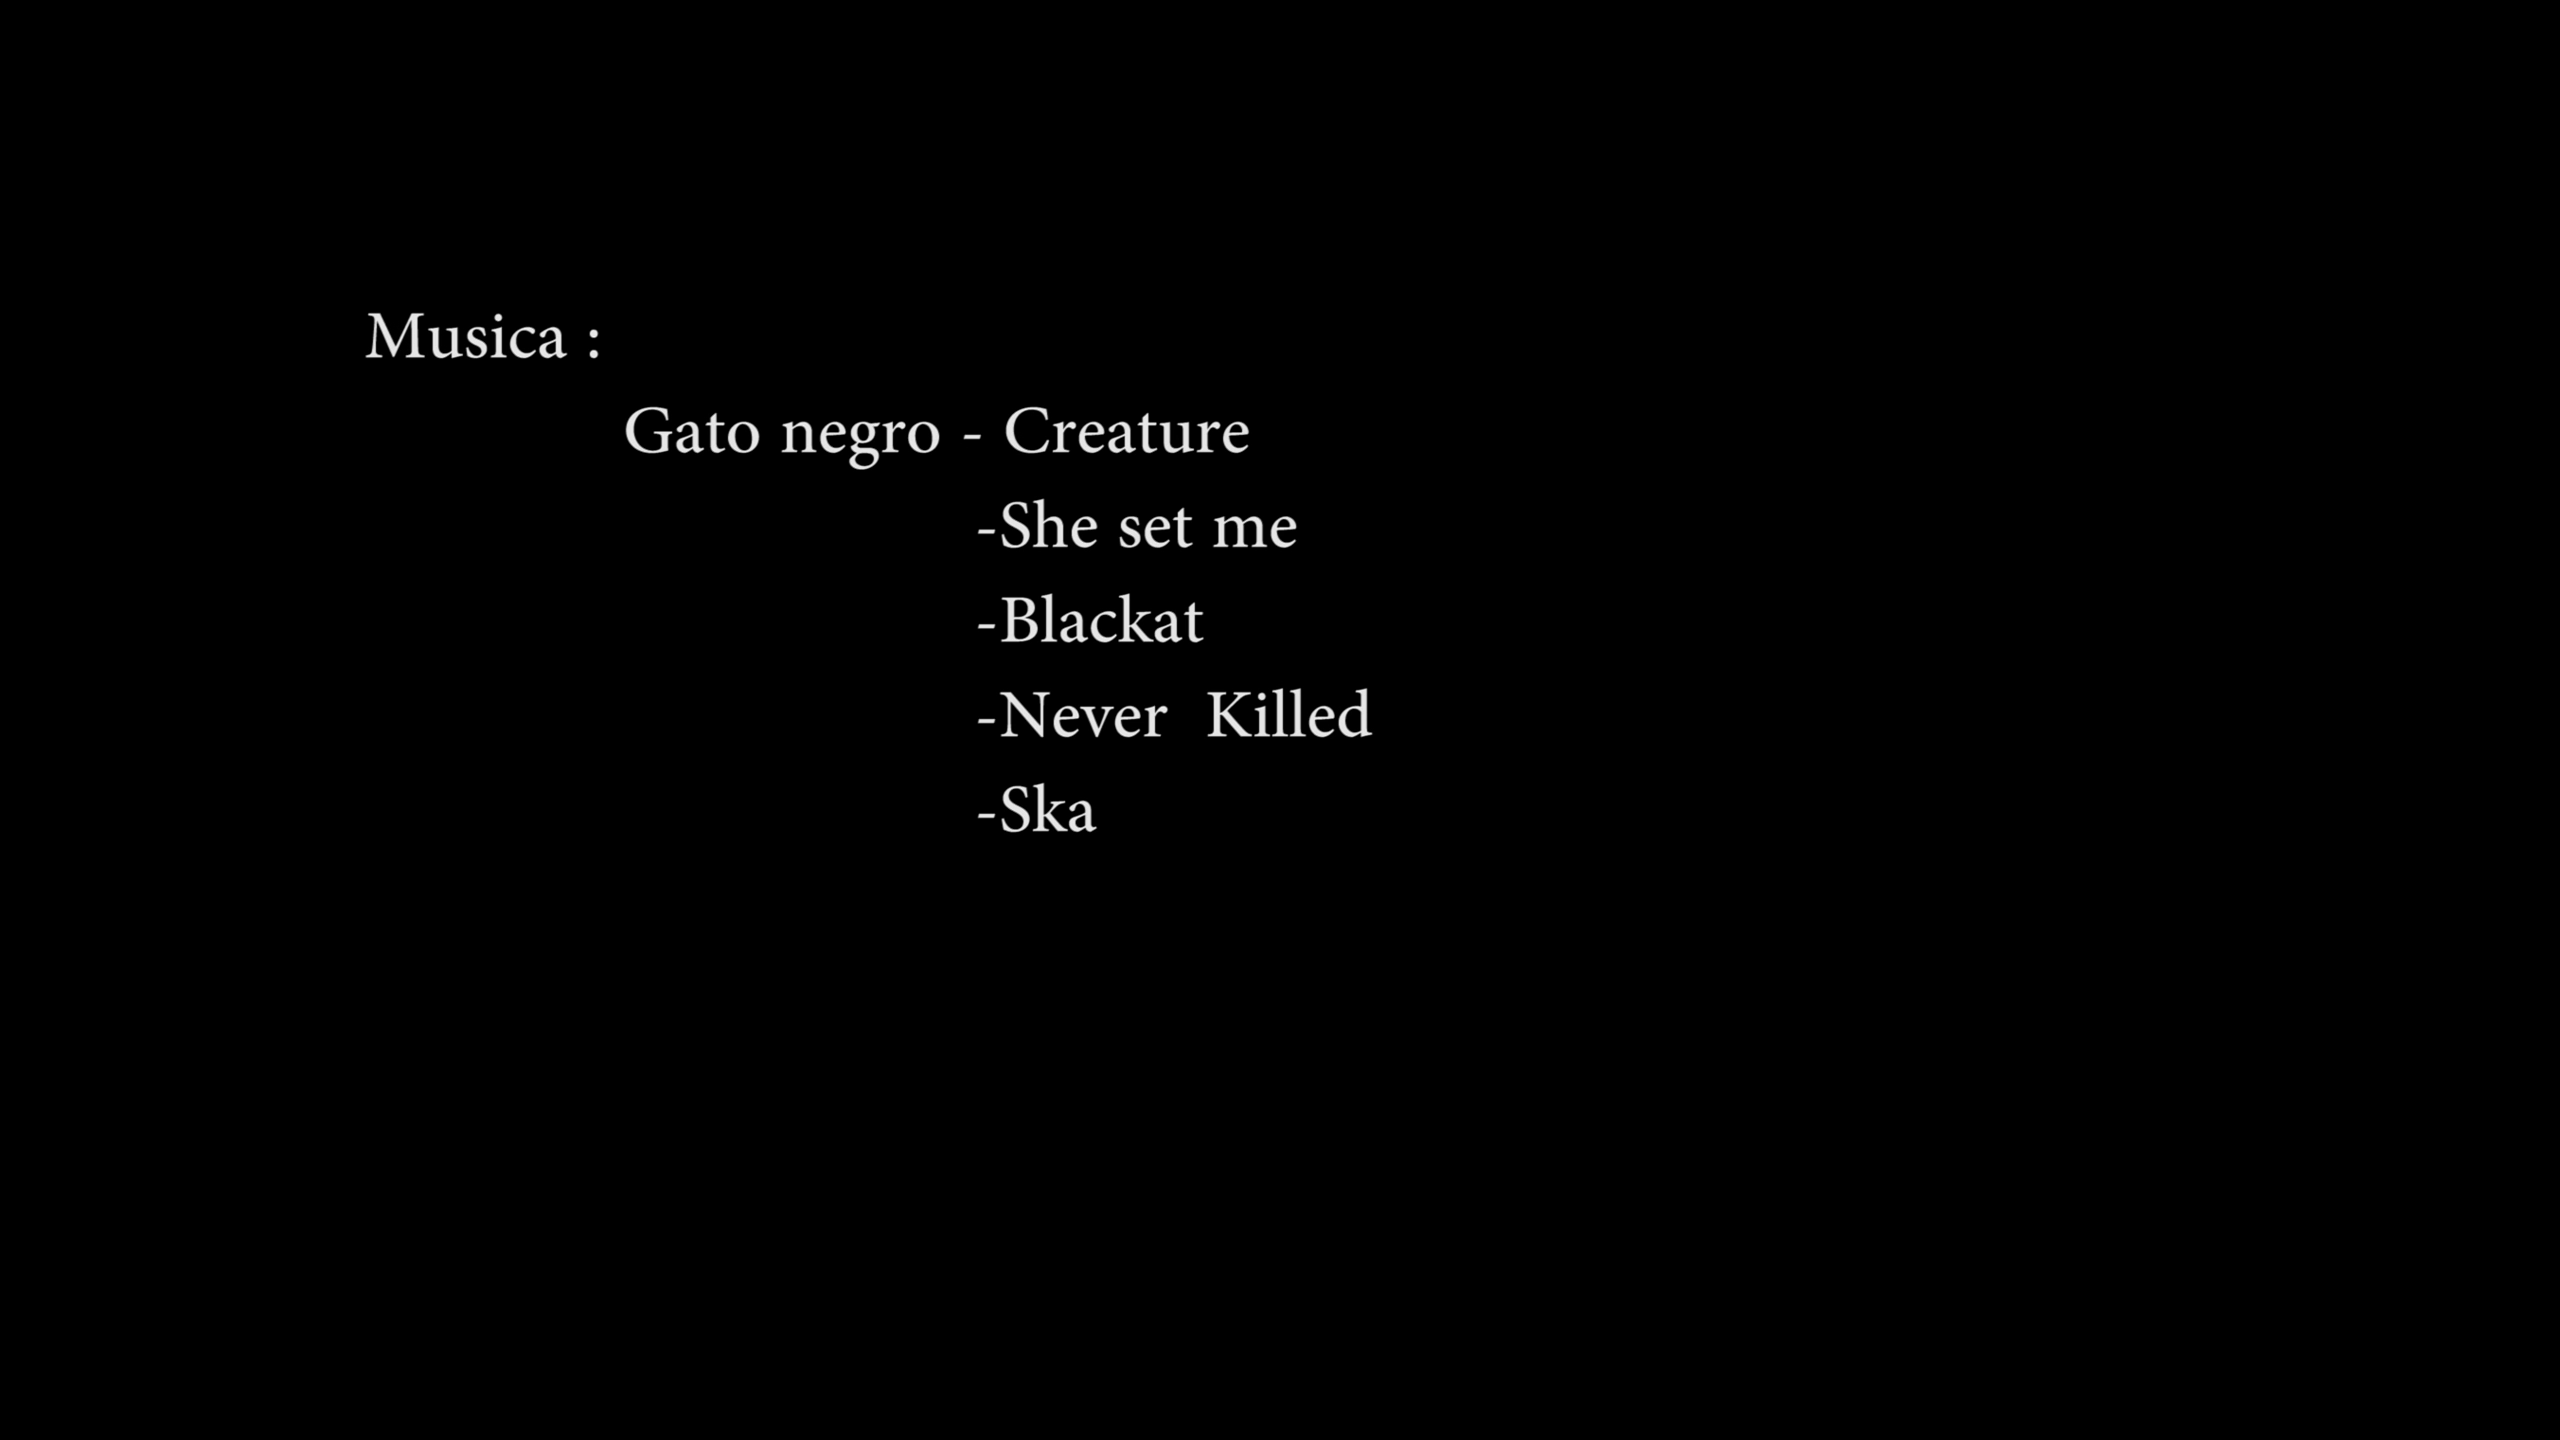 Musica :
Gato negro - Creature
-She set me
-Blackat
-Never  Killed
-Ska